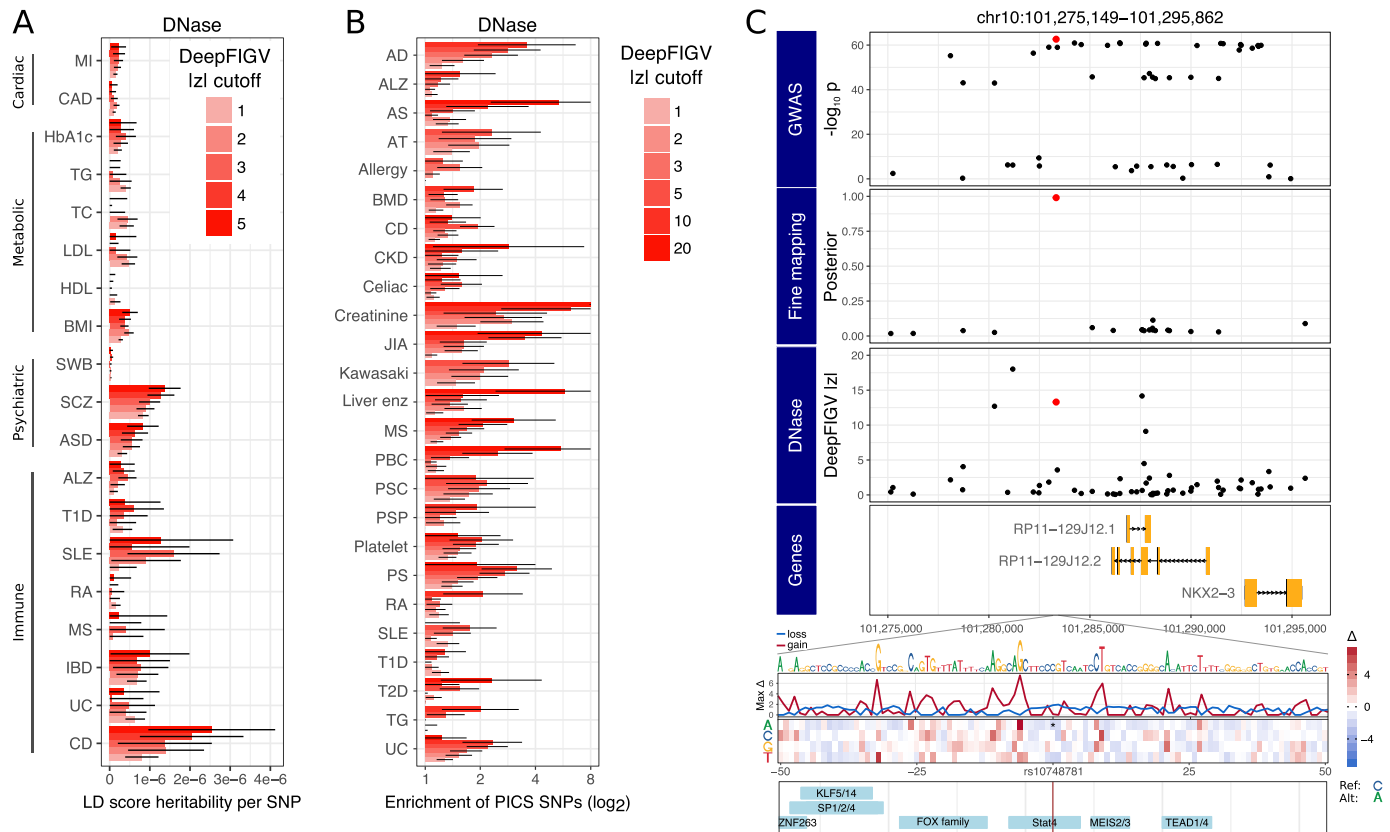 A
DNase
DeepFIGV
|z| cutoff
1
2
3
4
5
Cardiac
Metabolic
Psychiatric
Immune
MI
CAD
HbA1c
TG
TC
LDL
HDL
BMI
SWB
SCZ
ASD
ALZ
T1D
SLE
RA
MS
IBD
UC
CD
0 1e-6 2e-6 3e-6 4e-6
LD score heritability per SNP
B
DNase
DeepFIGV
|z| cutoff
1
2
3
5
10
20
AD
ALZ
AS
AT
Allergy
BMD
CD
CKD
Celiac
Creatinine
JIA
Kawasaki
Liver enz
MS
PBC
PSC
PSP
Platelet
PS
RA
SLE
T1D
T2D
TG
UC
1 2 4 8
Enrichment of PICS SNPs (log2)
C
chr10:101,275,149−101,295,862
GWAS
-log10 p
60
40
20
0
Fine mapping
Posterior
1.00
0.75
0.50
0.25
0.00
DNase
DeepFIGV |z|
20
15
10
5
0
Genes
RP11−129J12.1
RP11−129J12.2
NKX2−3
101,275,000 101,280,000 101,285,000 101,290,000 101,295,000
loss
gain
Max Δ
6
4
2
0
A
C
G
T
*
Δ
4
0
−4
−50 −25 rs10748781 25 50
Ref: C
Alt: A
KLF5/14
SP1/2/4
ZNF263 FOX family Stat4 MEIS2/3 TEAD1/4